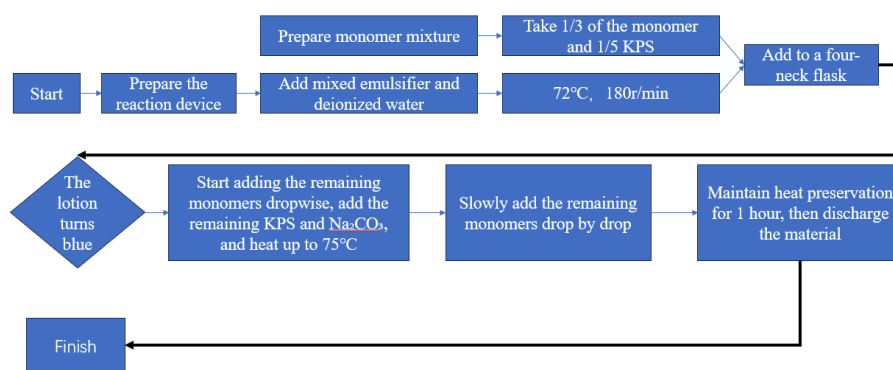 Prepare monomer mixture
Take 1/3 of the monomer
and 1/5 KPS
Add to a four-
neck flask
Start
Prepare the
reaction device
Add mixed emulsifier and
deionized water
72℃, 180r/min
The
lotion
turns
blue
Start adding the remaining
monomers dropwise, add the
remaining KPS and Na₂CO₃,
and heat up to 75℃
Slowly add the remaining
monomers drop by drop
Maintain heat preservation
for 1 hour, then discharge
the material
Finish